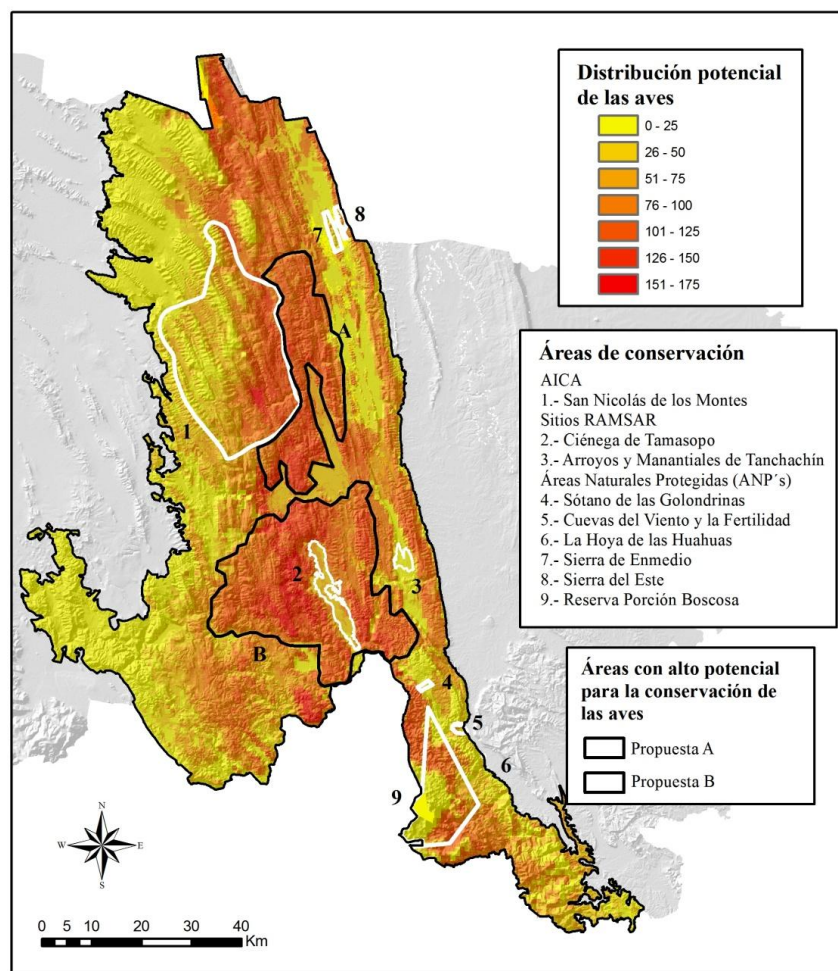 Distribución potencial
de las aves
0 - 25
26 - 50
51 - 75
76 - 100
101 - 125
126 - 150
151 - 175
8
7
A
Áreas de conservación
AICA
1.- San Nicolás de los Montes
Sitios RAMSAR
2.- Ciénega de Tamasopo
3.- Arroyos y Manantiales de Tanchachín
Áreas Naturales Protegidas (ANP´s)
4.- Sótano de las Golondrinas
5.- Cuevas del Viento y la Fertilidad
6.- La Hoya de las Huahuas
7.- Sierra de Enmedio
8.- Sierra del Este
9.- Reserva Porción Boscosa
1
2
3
B
4
5
6
9
Áreas con alto potencial
para la conservación de
las aves
Propuesta A
Propuesta B
N
W E
S
0 5 10 20 30 40
Km